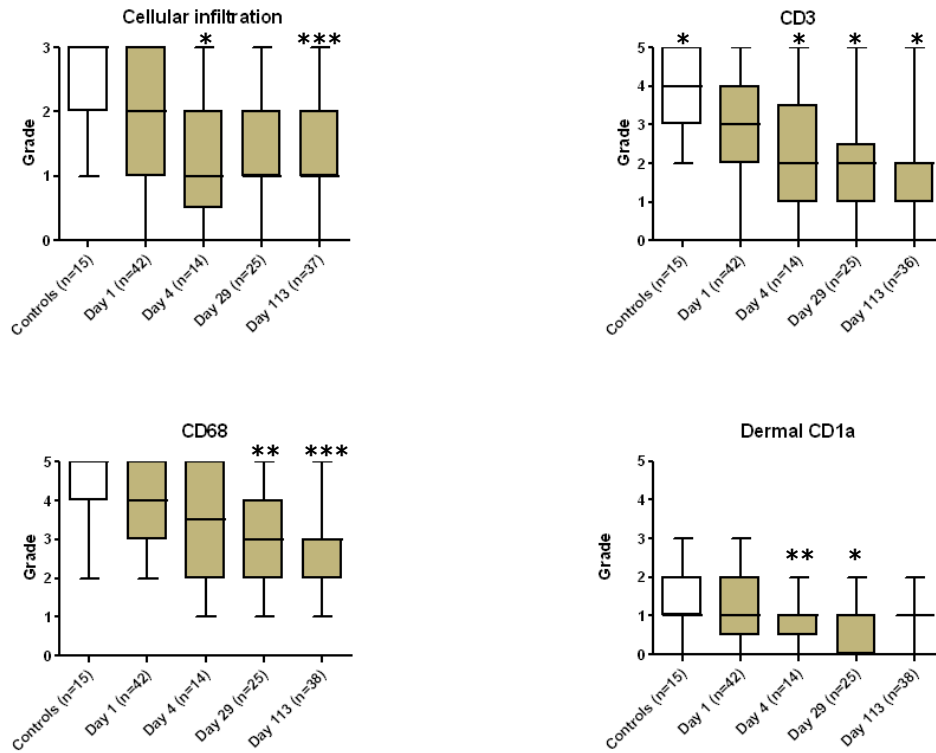 Cellular infiltration
* ***
3
2
1
0
Grade
Controls (n=15)
Day 1 (n=42)
Day 4 (n=14)
Day 29 (n=25)
Day 113 (n=37)
CD3
* * * *
5
4
3
2
1
0
Grade
Controls (n=15)
Day 1 (n=42)
Day 4 (n=14)
Day 29 (n=25)
Day 113 (n=36)
CD68
** ***
5
4
3
2
1
0
Grade
Controls (n=15)
Day 1 (n=42)
Day 4 (n=14)
Day 29 (n=25)
Day 113 (n=38)
Dermal CD1a
** *
5
4
3
2
1
0
Grade
Controls (n=15)
Day 1 (n=42)
Day 4 (n=14)
Day 29 (n=25)
Day 113 (n=38)